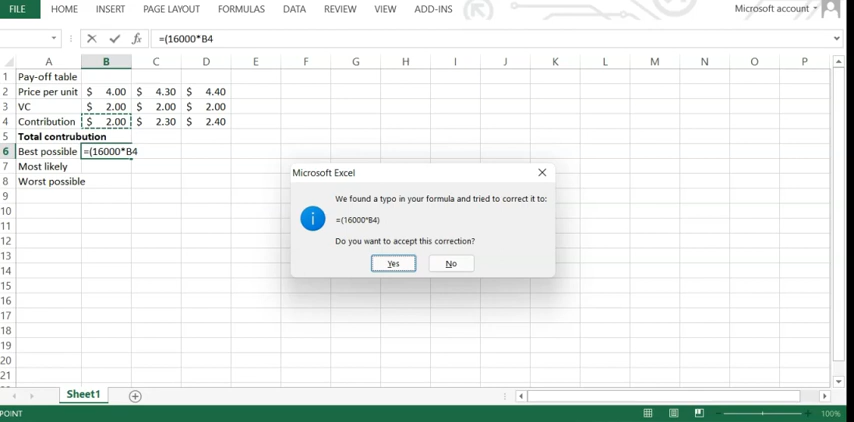 FILE HOME INSERT PAGE LAYOUT FORMULAS DATA REVIEW VIEW ADD-INS Microsoft account
fx =(16000*B4
A B C D E F G H I J K L M N O P
1 Pay-off table
2 Price per unit $ 4.00 $ 4.30 $ 4.40
3 VC $ 2.00 $ 2.00 $ 2.00
4 Contribution $ 2.00 $ 2.30 $ 2.40
5 Total contrubution
6 Best possible =(16000*B4
7 Most likely
8 Worst possible
9
10
11
12
13
14
15
16
17
18
19
20
21
Microsoft Excel
We found a typo in your formula and tried to correct it to:
=(16000*B4)
Do you want to accept this correction?
Yes No
Sheet1
POINT 100%